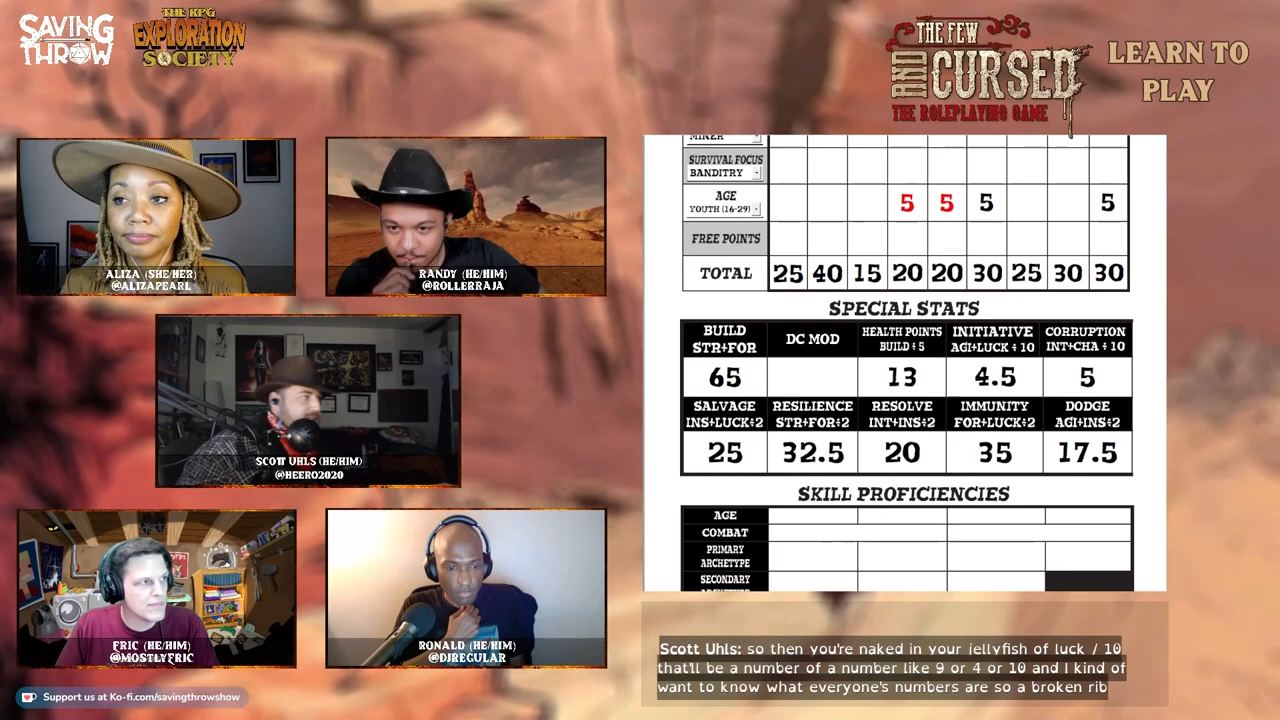 SAVING THROW
THE RPG
EXPLORATION
SOCIETY
THE FEW
AND CURSED
THE ROLEPLAYING GAME
LEARN TO
PLAY
ALIZA (SHE/HER)
@ALIZAPEARL
RANDY (HE/HIM)
@ROLLERRAJA
SCOTT UHLS (HE/HIM)
@HEERO2020
FRIC (HE/HIM)
@MOSTLYFRIC
RONALD (HE/HIM)
@DJREGULAR
Support us at Ko-fi.com/savingthrowshow
MINER
SURVIVAL FOCUS
BANDITRY
AGE
YOUTH (16-29)
5 5 5 5
FREE POINTS
TOTAL 25 40 15 20 20 30 25 30 30
SPECIAL STATS
BUILD DC MOD HEALTH POINTS INITIATIVE CORRUPTION
STR+FOR BUILD÷5 AGI+LUCK÷10 INT+CHA÷10
65 13 4.5 5
SALVAGE RESILIENCE RESOLVE IMMUNITY DODGE
INS+LUCK÷2 STR+FOR÷2 INT+INS÷2 FOR+LUCK÷2 AGI+INS÷2
25 32.5 20 35 17.5
SKILL PROFICIENCIES
AGE
COMBAT
PRIMARY
ARCHETYPE
SECONDARY
Scott Uhls: so then you're naked in your jellyfish of luck / 10
that'll be a number of a number like 9 or 4 or 10 and I kind of
want to know what everyone's numbers are so a broken rib